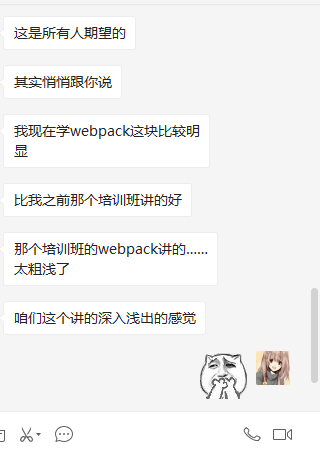 这是所有人期望的
其实悄悄跟你说
我现在学webpack这块比较明
显
比我之前那个培训班讲的好
那个培训班的webpack讲的......
太粗浅了
咱们这个讲的深入浅出的感觉